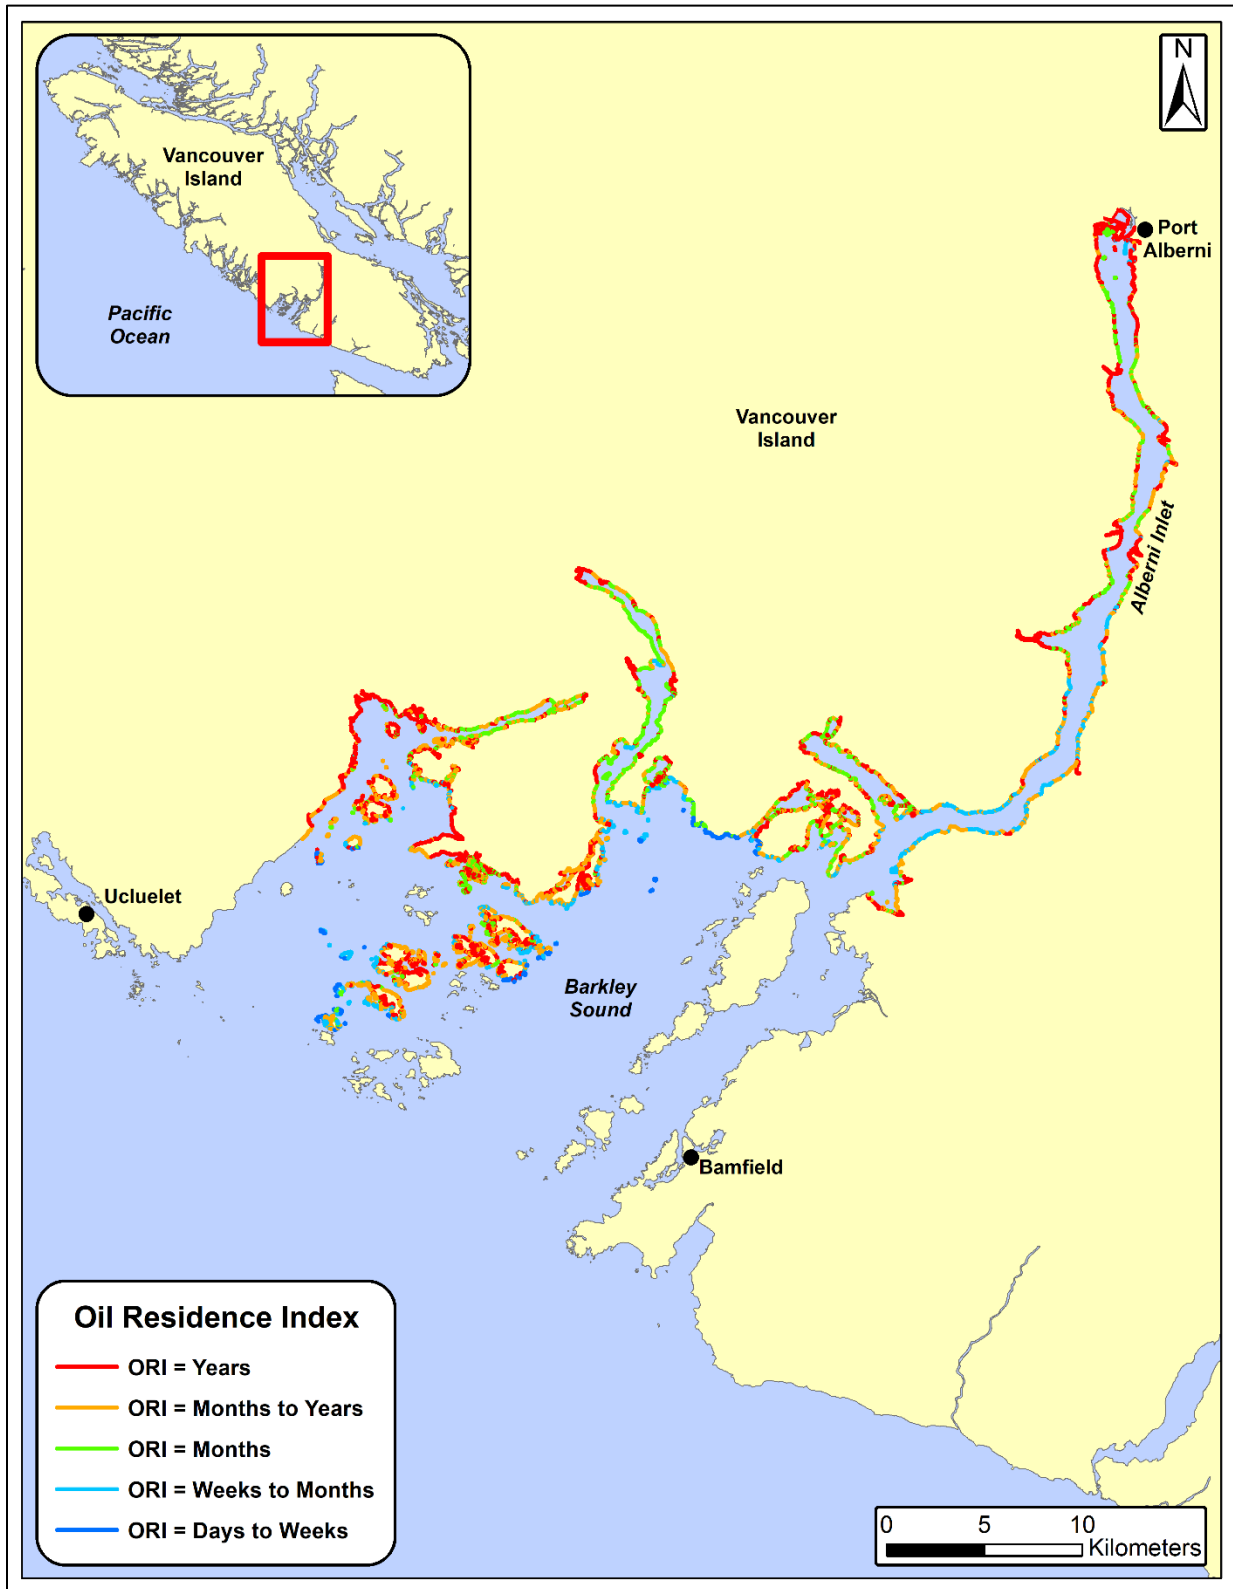 Vancouver
Island
Pacific
Ocean
N
Port
Alberni
Vancouver
Island
Alberni Inlet
Ucluelet
Barkley
Sound
Bamfield
Oil Residence Index
ORI = Years
ORI = Months to Years
ORI = Months
ORI = Weeks to Months
ORI = Days to Weeks
0 5 10
Kilometers